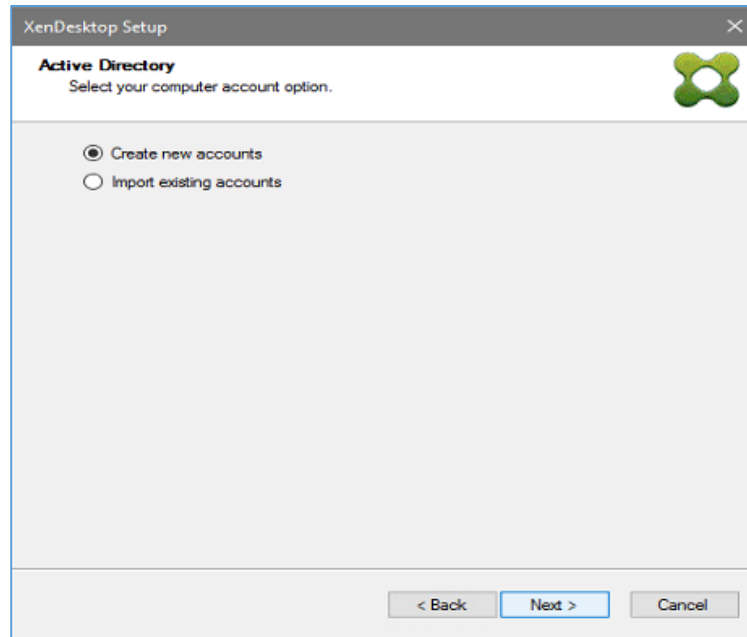 XenDesktop Setup
Active Directory
Select your computer account option.
Create new accounts
Import existing accounts
< Back
Next >
Cancel